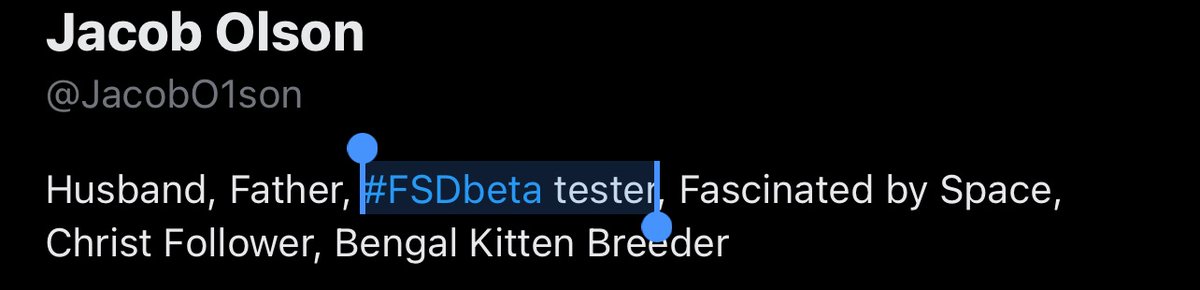 Jacob Olson
@JacobO1son
Husband, Father, #FSDbeta tester, Fascinated by Space,
Christ Follower, Bengal Kitten Breeder